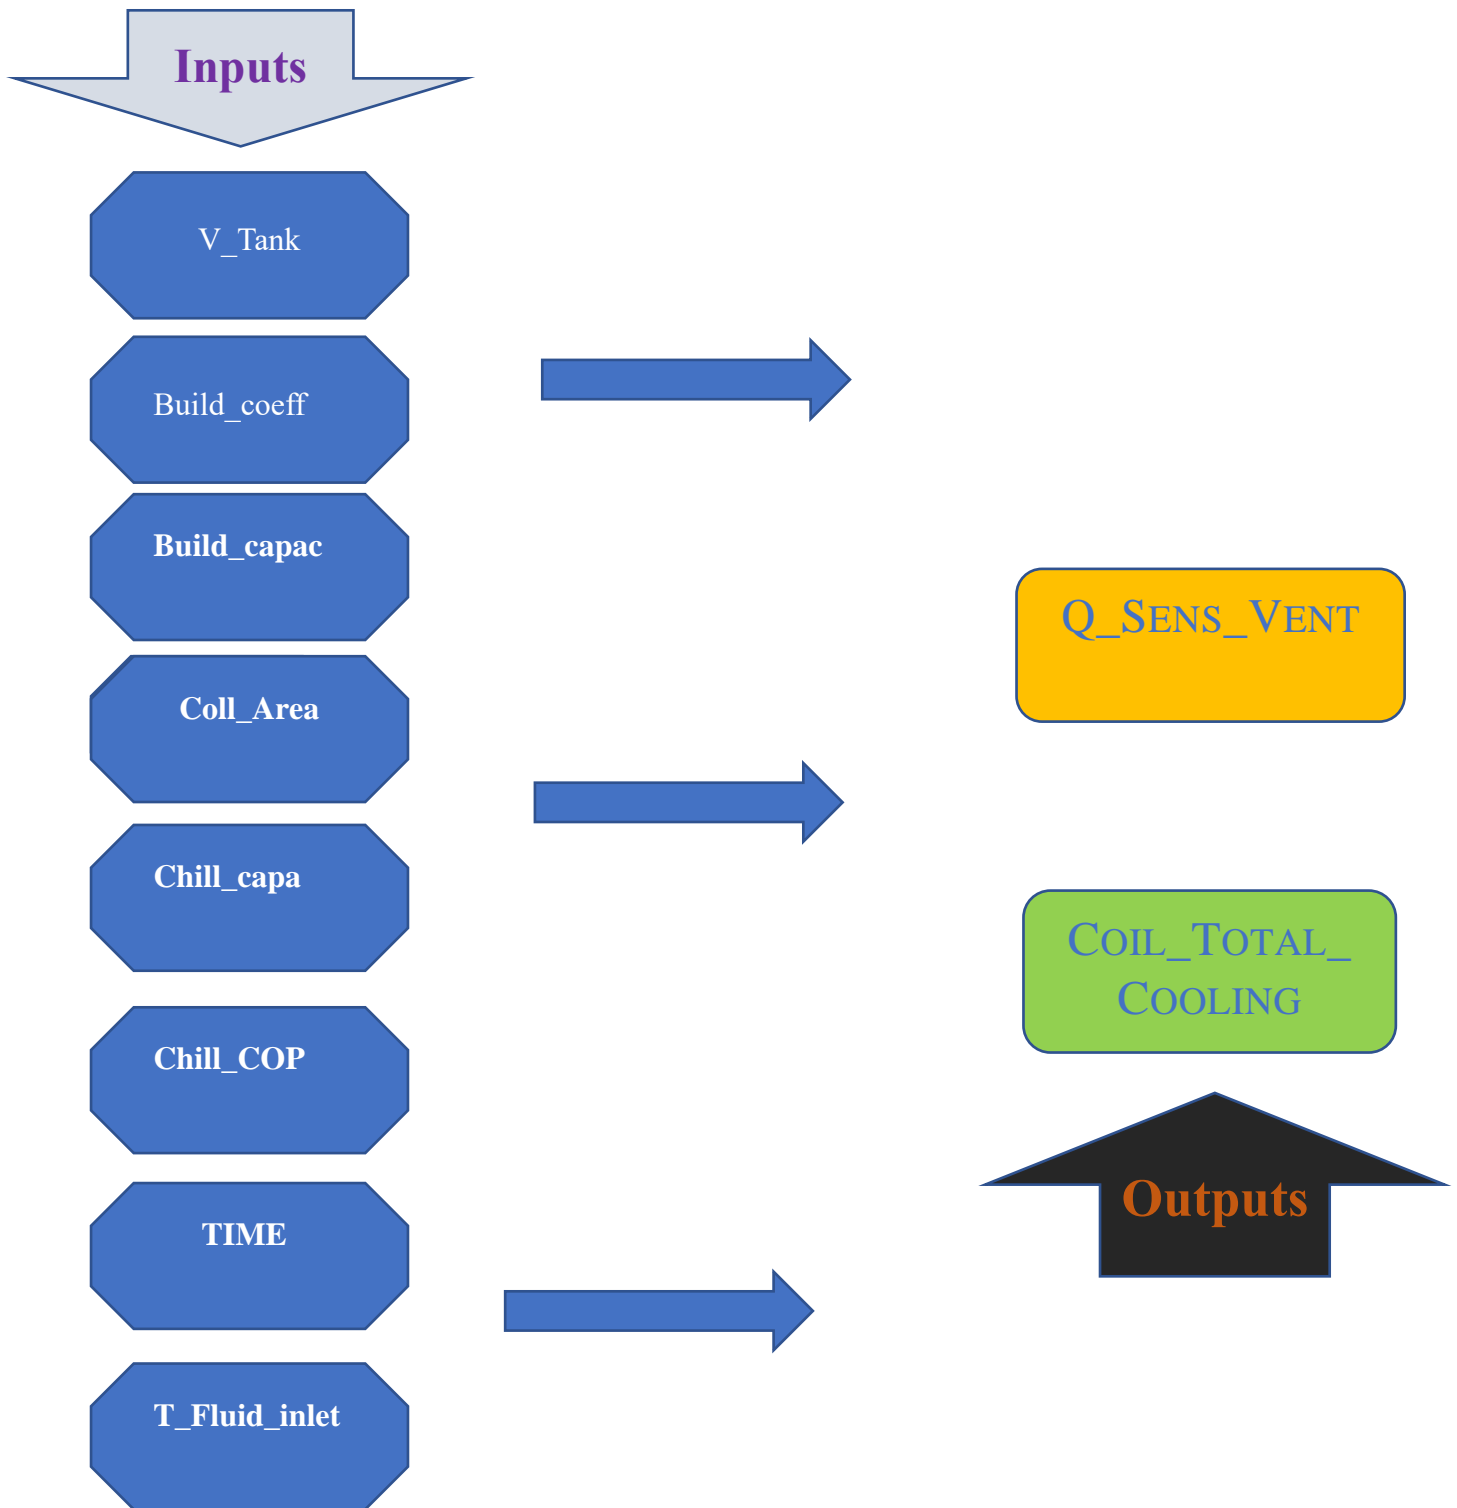 Inputs
V_Tank
Build_coeff
Build_capac
Coll_Area
Chill_capa
Chill_COP
TIME
T_Fluid_inlet
Q_SENS_VENT
COIL_TOTAL_
COOLING
Outputs